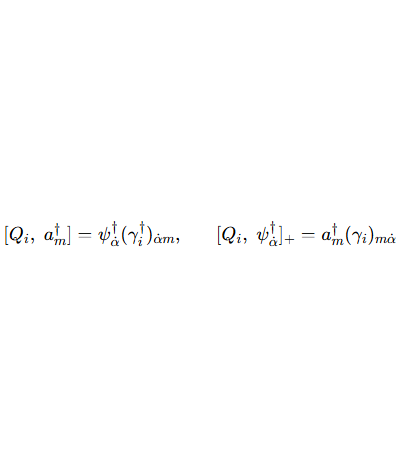 [Q_i, a_m^†] = ψ_α̇^†(γ_i^†)_{α̇m}, [Q_i, ψ_α̇^†]_+ = a_m^†(γ_i)_{mα̇}